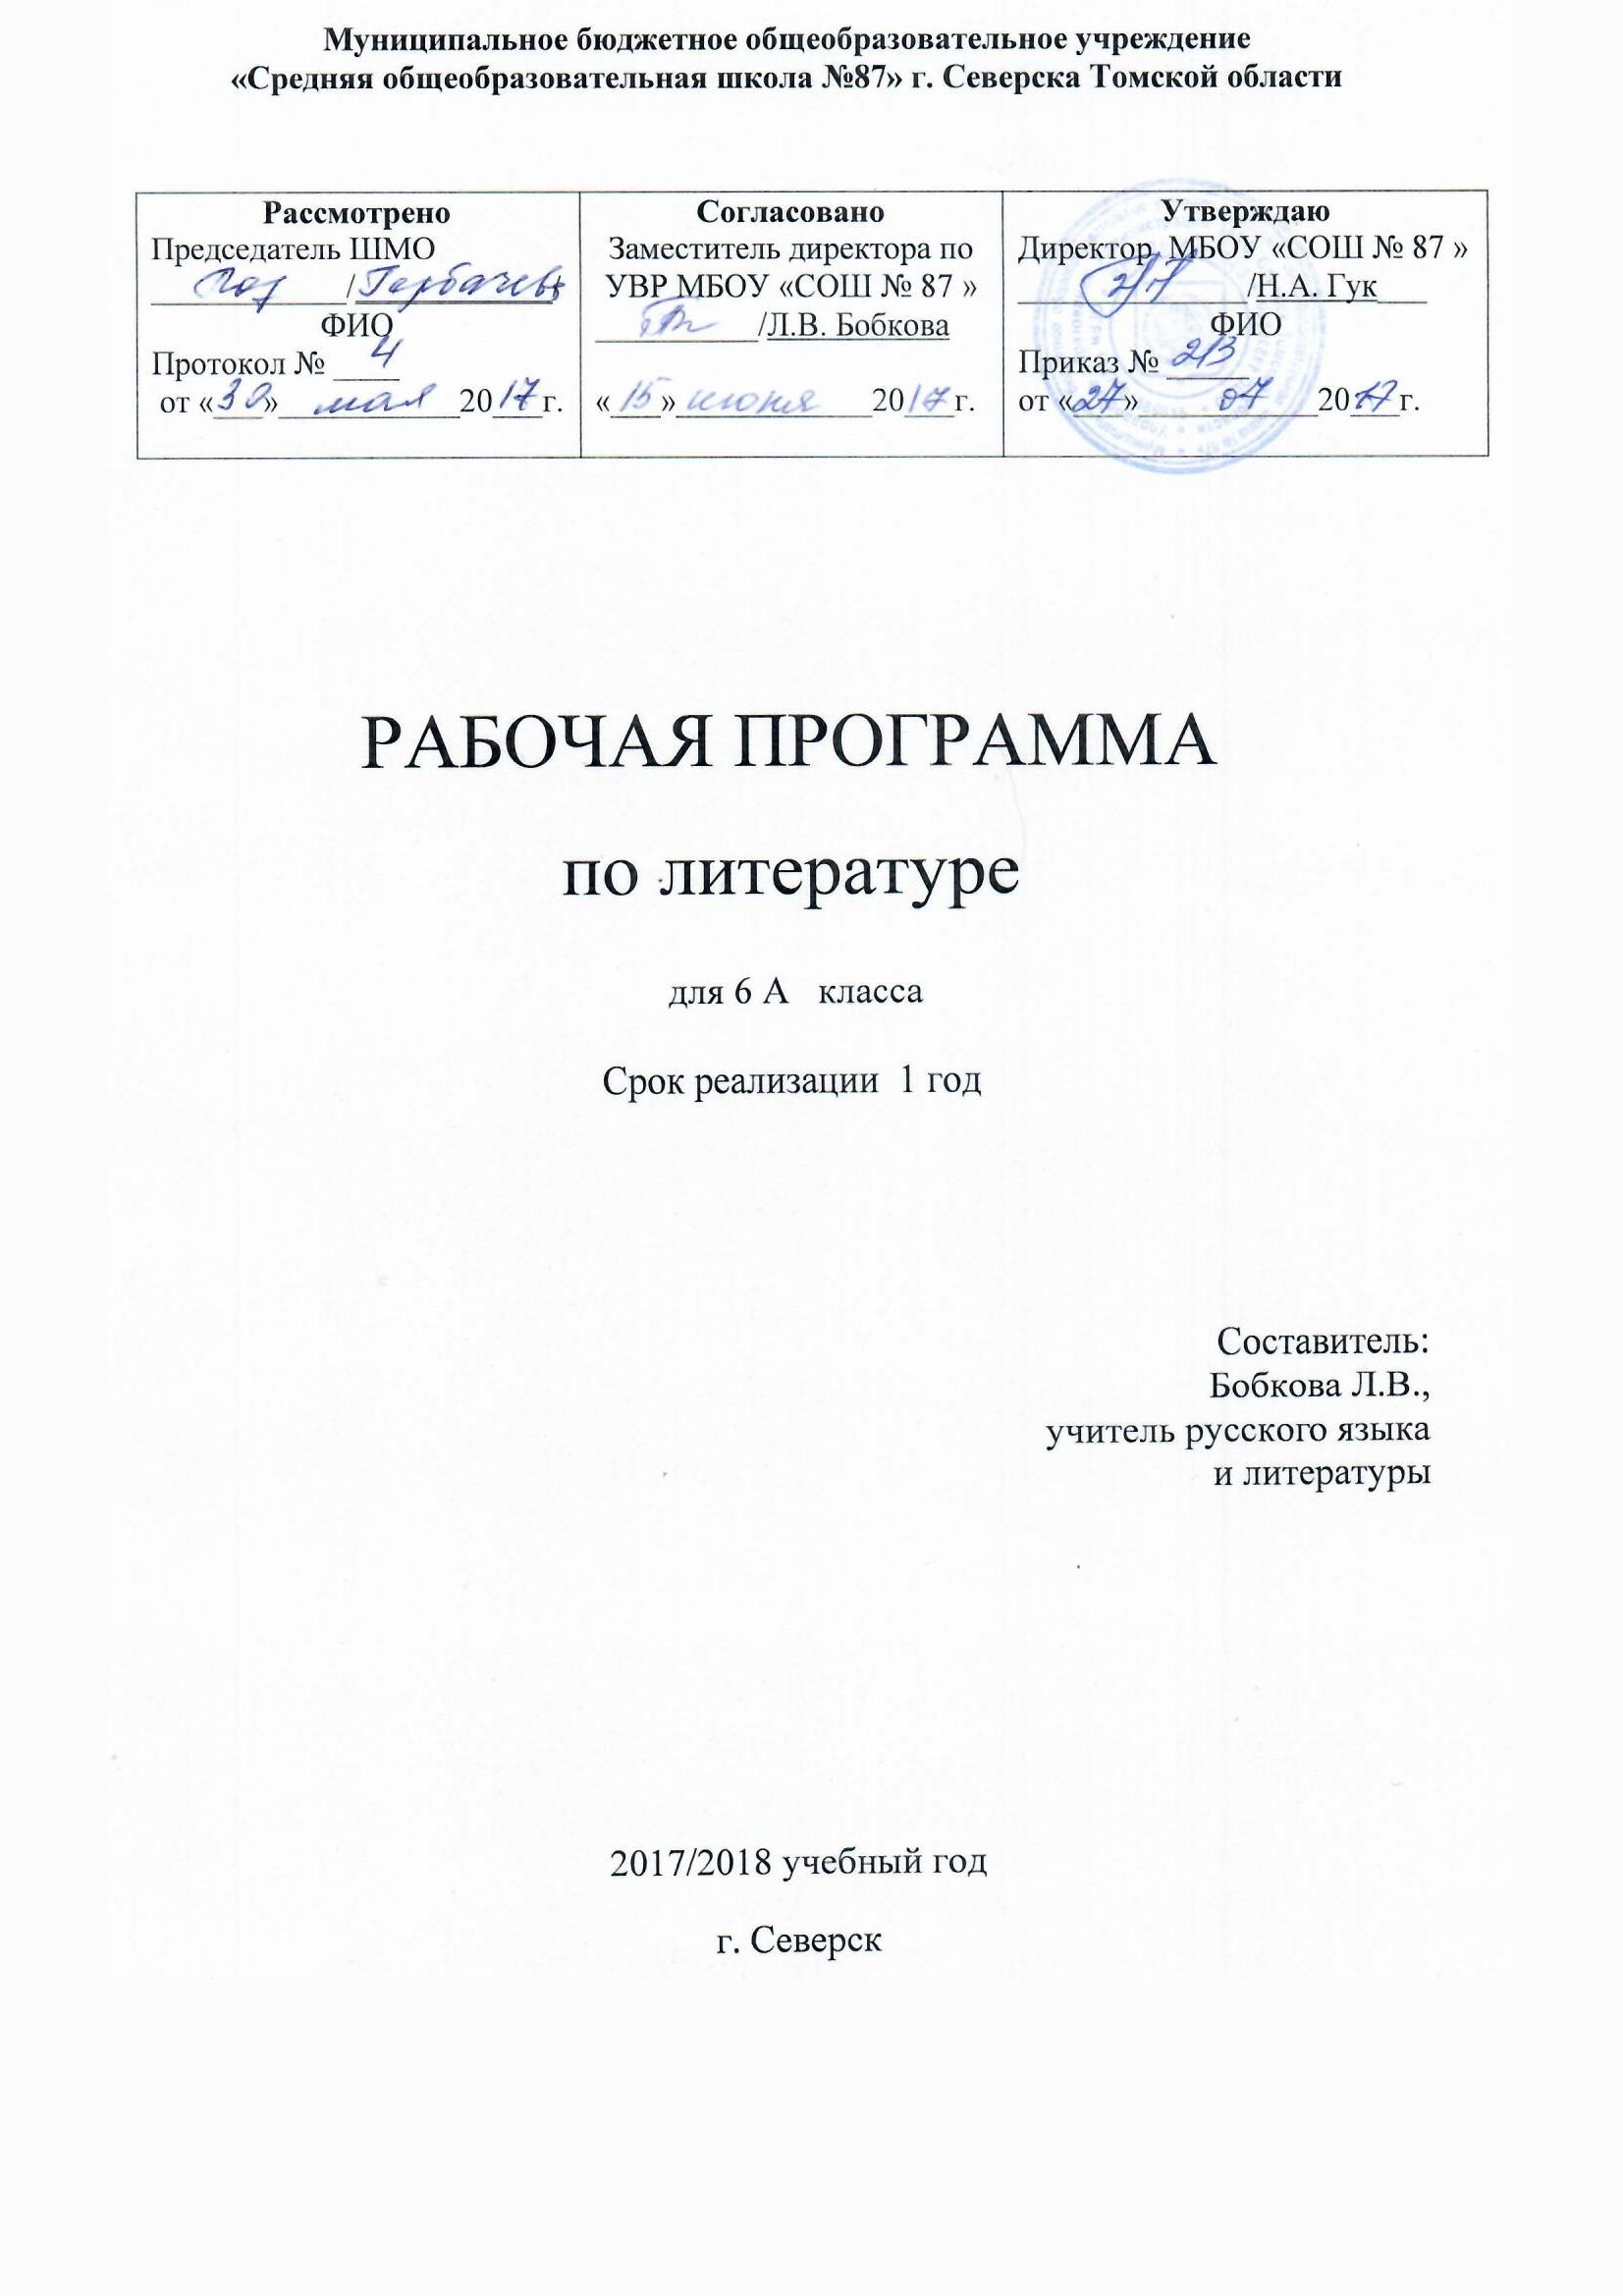 Муниципальное бюджетное общеобразовательное учреждение
«Средняя общеобразовательная школа №87» г. Северска Томской области
Рассмотрено
Председатель ШМО
/
ФИО
Протокол № 4
от «30» мая 2017 г.
Согласовано
Заместитель директора по
УВР МБОУ «СОШ № 87 »
/Л.В. Бобкова
«15» июня 2017 г.
Утверждаю
Директор МБОУ «СОШ № 87 »
/Н.А. Гук
ФИО
Приказ № 213
от «27» 07 2017 г.
РАБОЧАЯ ПРОГРАММА
по литературе
для 6 А класса
Срок реализации 1 год
Составитель:
Бобкова Л.В.,
учитель русского языка
и литературы
2017/2018 учебный год
г. Северск